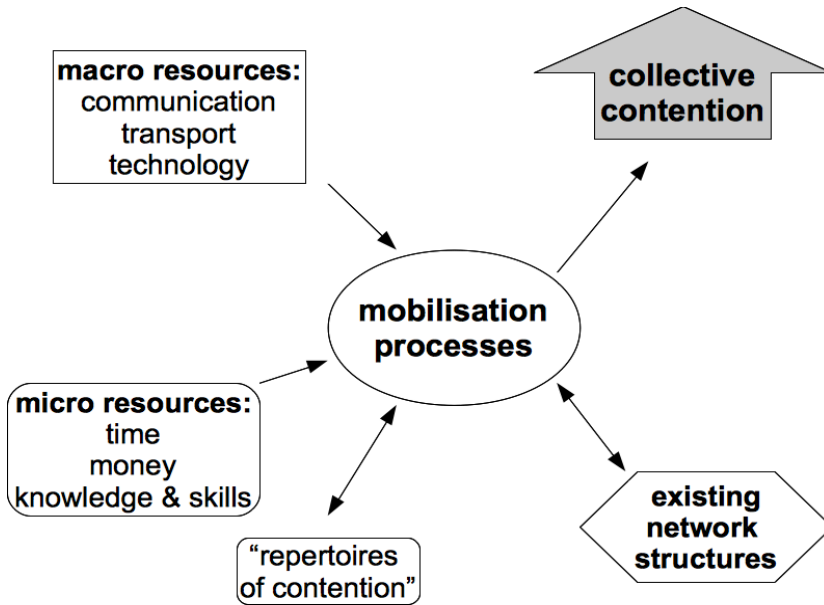 macro resources:
communication
transport
technology
collective
contention
mobilisation
processes
micro resources:
time
money
knowledge & skills
“repertoires
of contention”
existing
network
structures